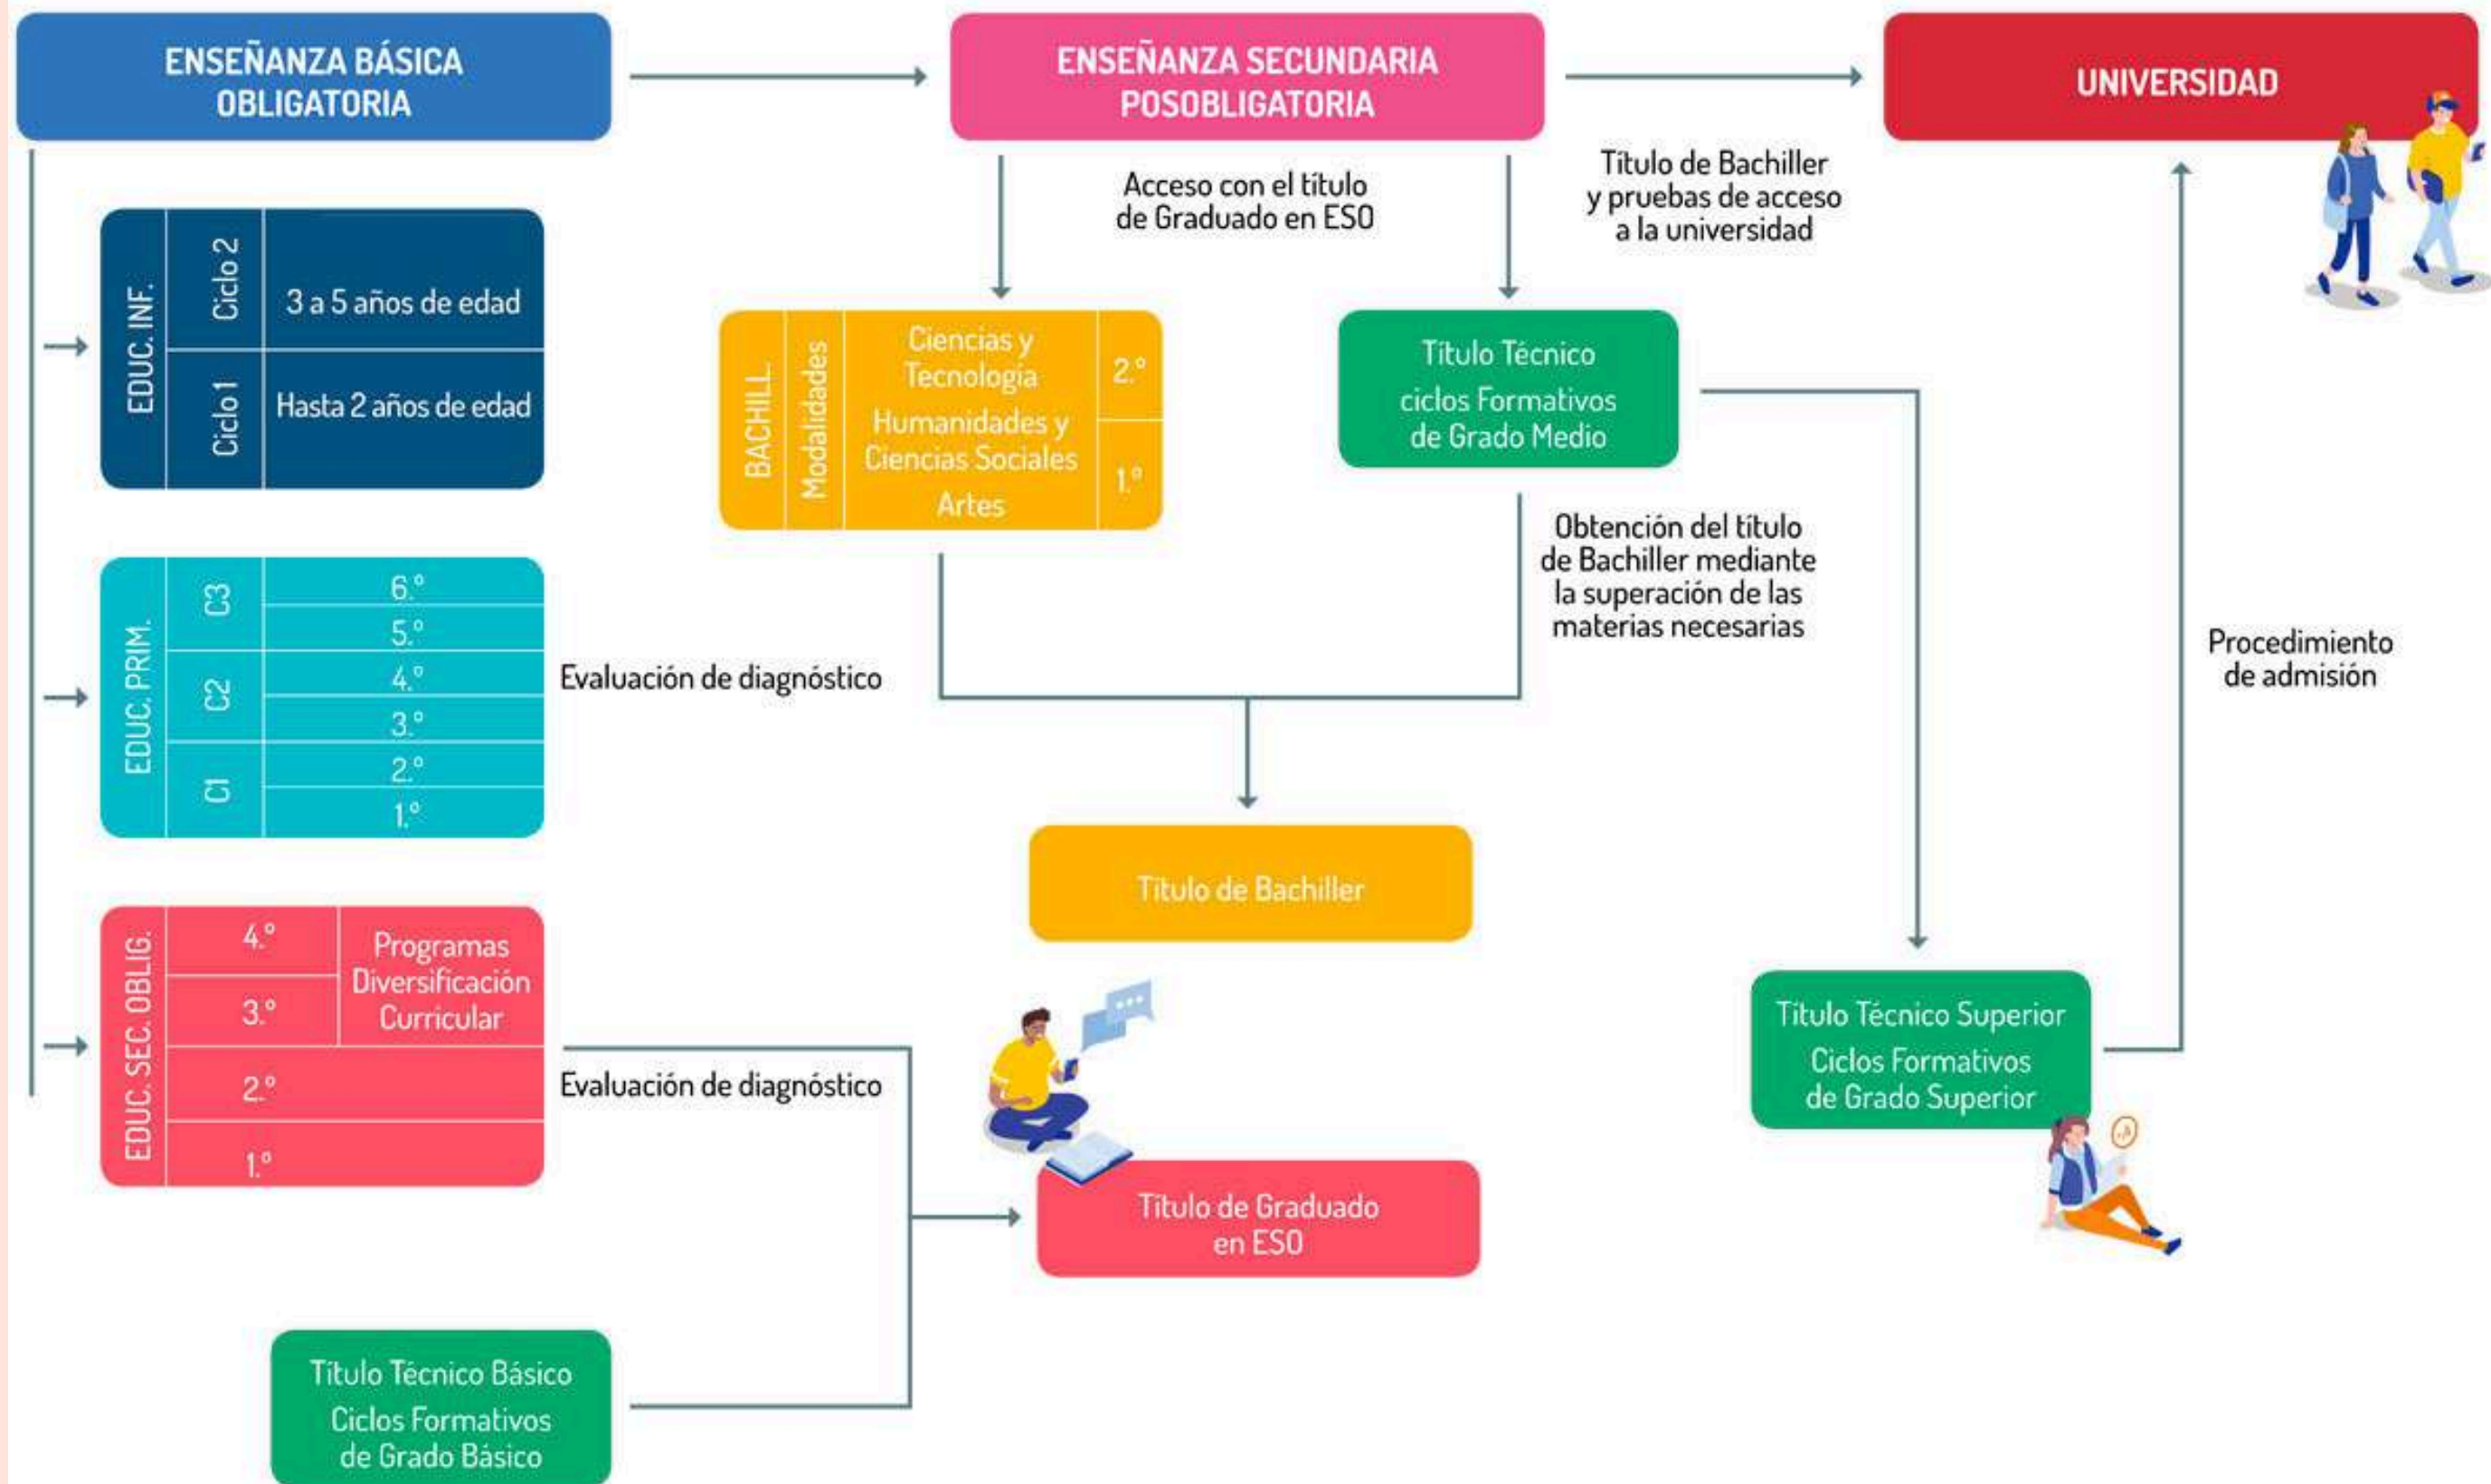 ENSEÑANZA BÁSICA
OBLIGATORIA
ENSEÑANZA SECUNDARIA
POSOBLIGATORIA
UNIVERSIDAD
Acceso con el título
de Graduado en ESO
Título de Bachiller
y pruebas de acceso
a la universidad
EDUC. INF.
Ciclo 2
3 a 5 años de edad
Ciclo 1
Hasta 2 años de edad
BACHILL.
Modalidades
Ciencias y
Tecnología
Humanidades y
Ciencias Sociales
Artes
2.º
1.º
Título Técnico
ciclos Formativos
de Grado Medio
Obtención del título
de Bachiller mediante
la superación de las
materias necesarias
Procedimiento
de admisión
EDUC. PRIM.
C3
6.º
5.º
C2
4.º
3.º
C1
2.º
1.º
Evaluación de diagnóstico
Título de Bachiller
EDUC. SEC. OBLIG.
4.º
3.º
Programas
Diversificación
Curricular
2.º
1.º
Evaluación de diagnóstico
Título Técnico Superior
Ciclos Formativos
de Grado Superior
Título de Graduado
en ESO
Título Técnico Básico
Ciclos Formativos
de Grado Básico